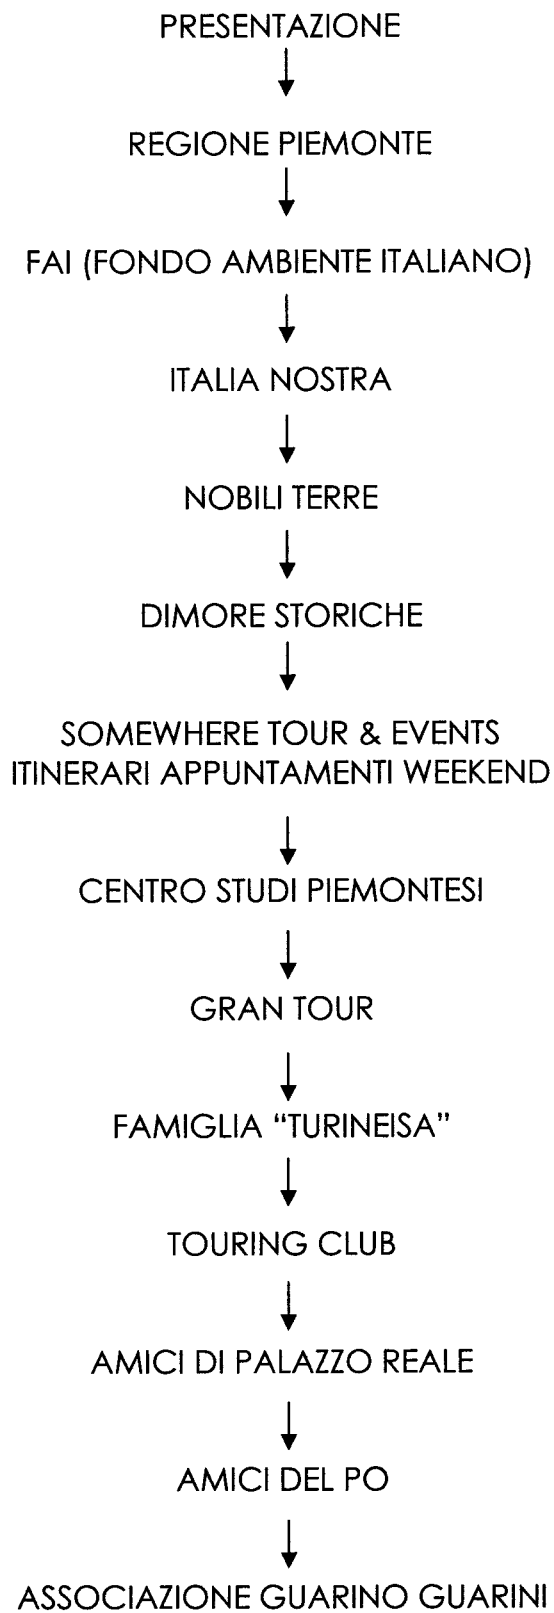 PRESENTAZIONE
REGIONE PIEMONTE
FAI (FONDO AMBIENTE ITALIANO)
ITALIA NOSTRA
NOBILI TERRE
DIMORE STORICHE
SOMEWHERE TOUR & EVENTS
ITINERARI APPUNTAMENTI WEEKEND
CENTRO STUDI PIEMONTESI
GRAN TOUR
FAMIGLIA “TURINEISA”
TOURING CLUB
AMICI DI PALAZZO REALE
AMICI DEL PO
ASSOCIAZIONE GUARINO GUARINI